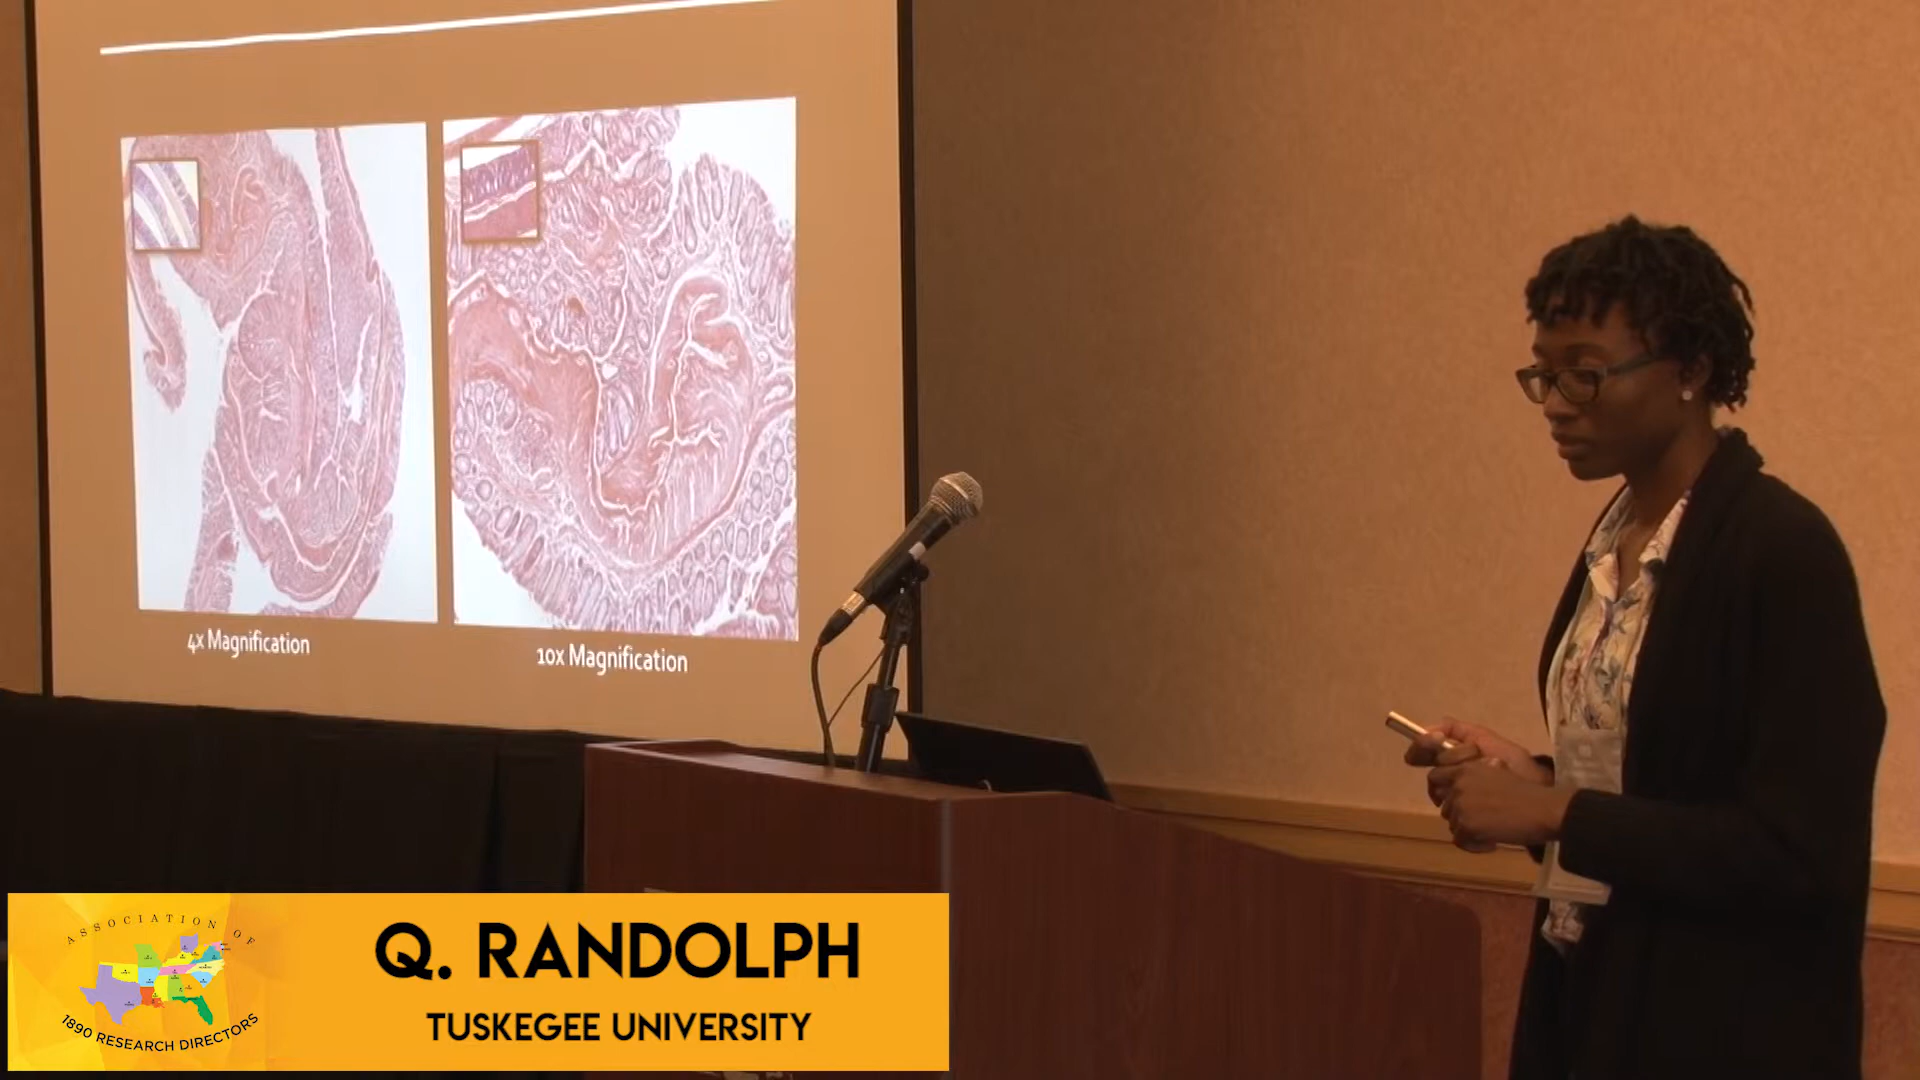 4x Magnification
10x Magnification
ASSOCIATION OF
1890 RESEARCH DIRECTORS
Q. RANDOLPH
TUSKEGEE UNIVERSITY